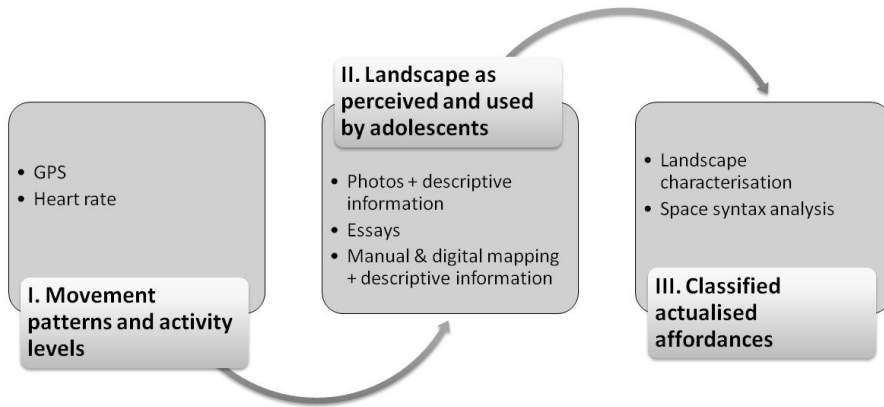 • GPS
• Heart rate
I. Movement
patterns and activity
levels
II. Landscape as
perceived and used
by adolescents
• Photos + descriptive
information
• Essays
• Manual & digital mapping
+ descriptive information
• Landscape
characterisation
• Space syntax analysis
III. Classified
actualised
affordances